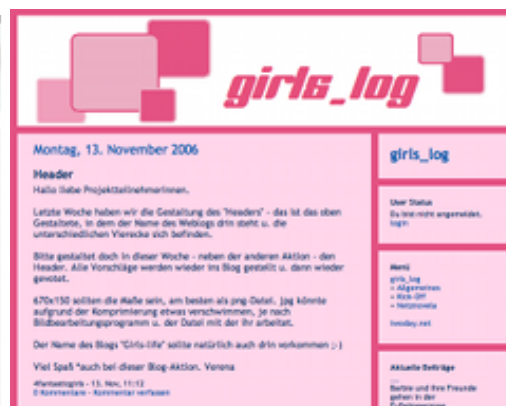 girls_log
Montag, 13. November 2006
Header
Hallo liebe ProjektteilnehmerInnen.
Letzte Woche haben wir die Gestaltung des "Headers" - das ist das oben
Gestaltete, in dem der Name des Weblogs drin steht u. die
unterschiedlichen Vierecke sich befinden.
Bitte gestaltet doch in dieser Woche - neben der anderen Aktion - den
Header. Alle Vorschläge werden wieder ins Blog gestellt u. dann wieder
gevotet.
670x150 sollten die Maße sein, am besten als png-Datei. jpg könnte
aufgrund der Komprimierung etwas verschwimmen, je nach
Bildbearbeitungsprogramm u. der Datei mit der ihr arbeitet.
Der Name des Blogs "Girls-life" sollte natürlich auch drin vorkommen ;-)
Viel Spaß "auch bei dieser Blog-Aktion. Verena
4fantasticgirls - 13. Nov, 11:12
0 Kommentare - Kommentar verfassen
girls_log
User Status
Du bist nicht angemeldet.
login
Menü
girls_log
» Allgemeines
» Kick-Off
» Netznovela
twoday.net
Aktuelle Beiträge
...
Barbie und ihre Freunde
gehen in der